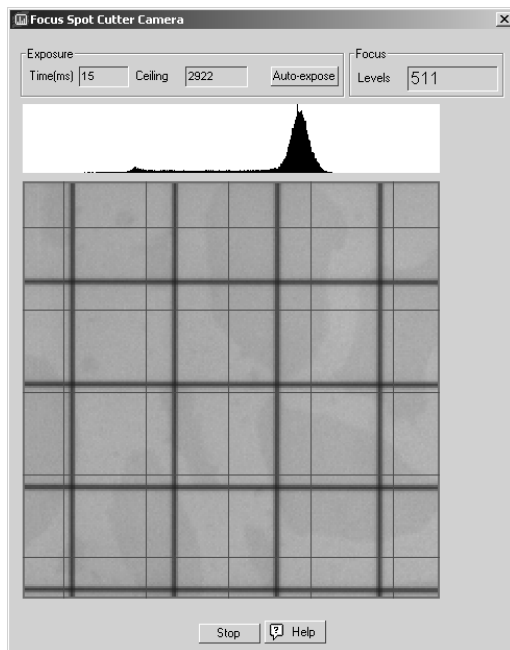 Focus Spot Cutter Camera
Exposure
Time(ms) 15 Ceiling 2922 Auto-expose
Focus
Levels 511
Stop Help